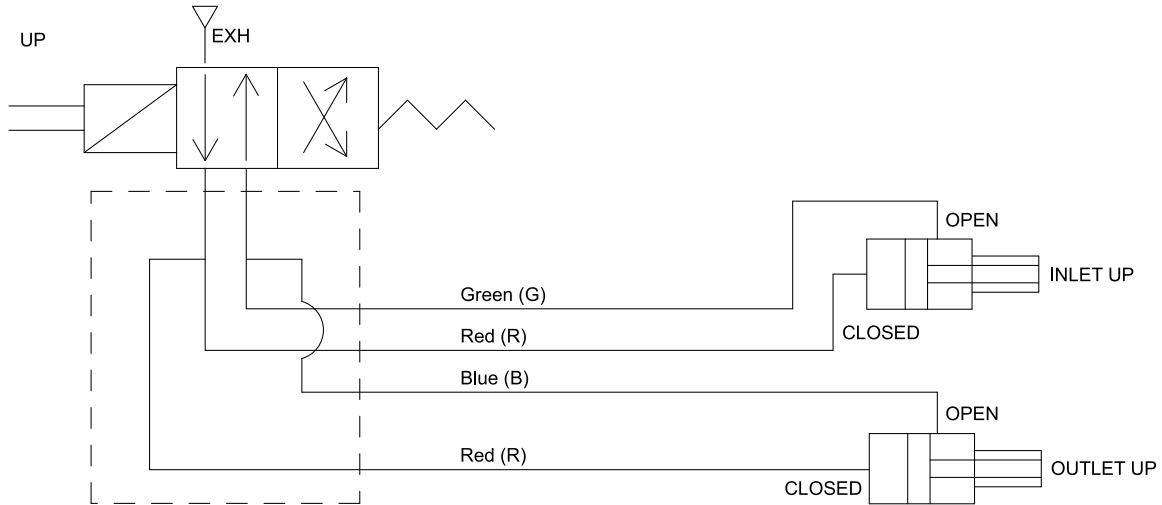 UP
EXH
OPEN
INLET UP
Green (G)
Red (R)
CLOSED
Blue (B)
OPEN
Red (R)
OUTLET UP
CLOSED